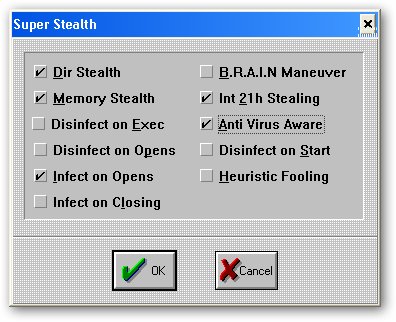 Super Stealth
Dir Stealth
B.R.A.I.N Maneuver
Memory Stealth
Int 21h Stealing
Disinfect on Exec
Anti Virus Aware
Disinfect on Opens
Disinfect on Start
Infect on Opens
Heuristic Fooling
Infect on Closing
OK
Cancel